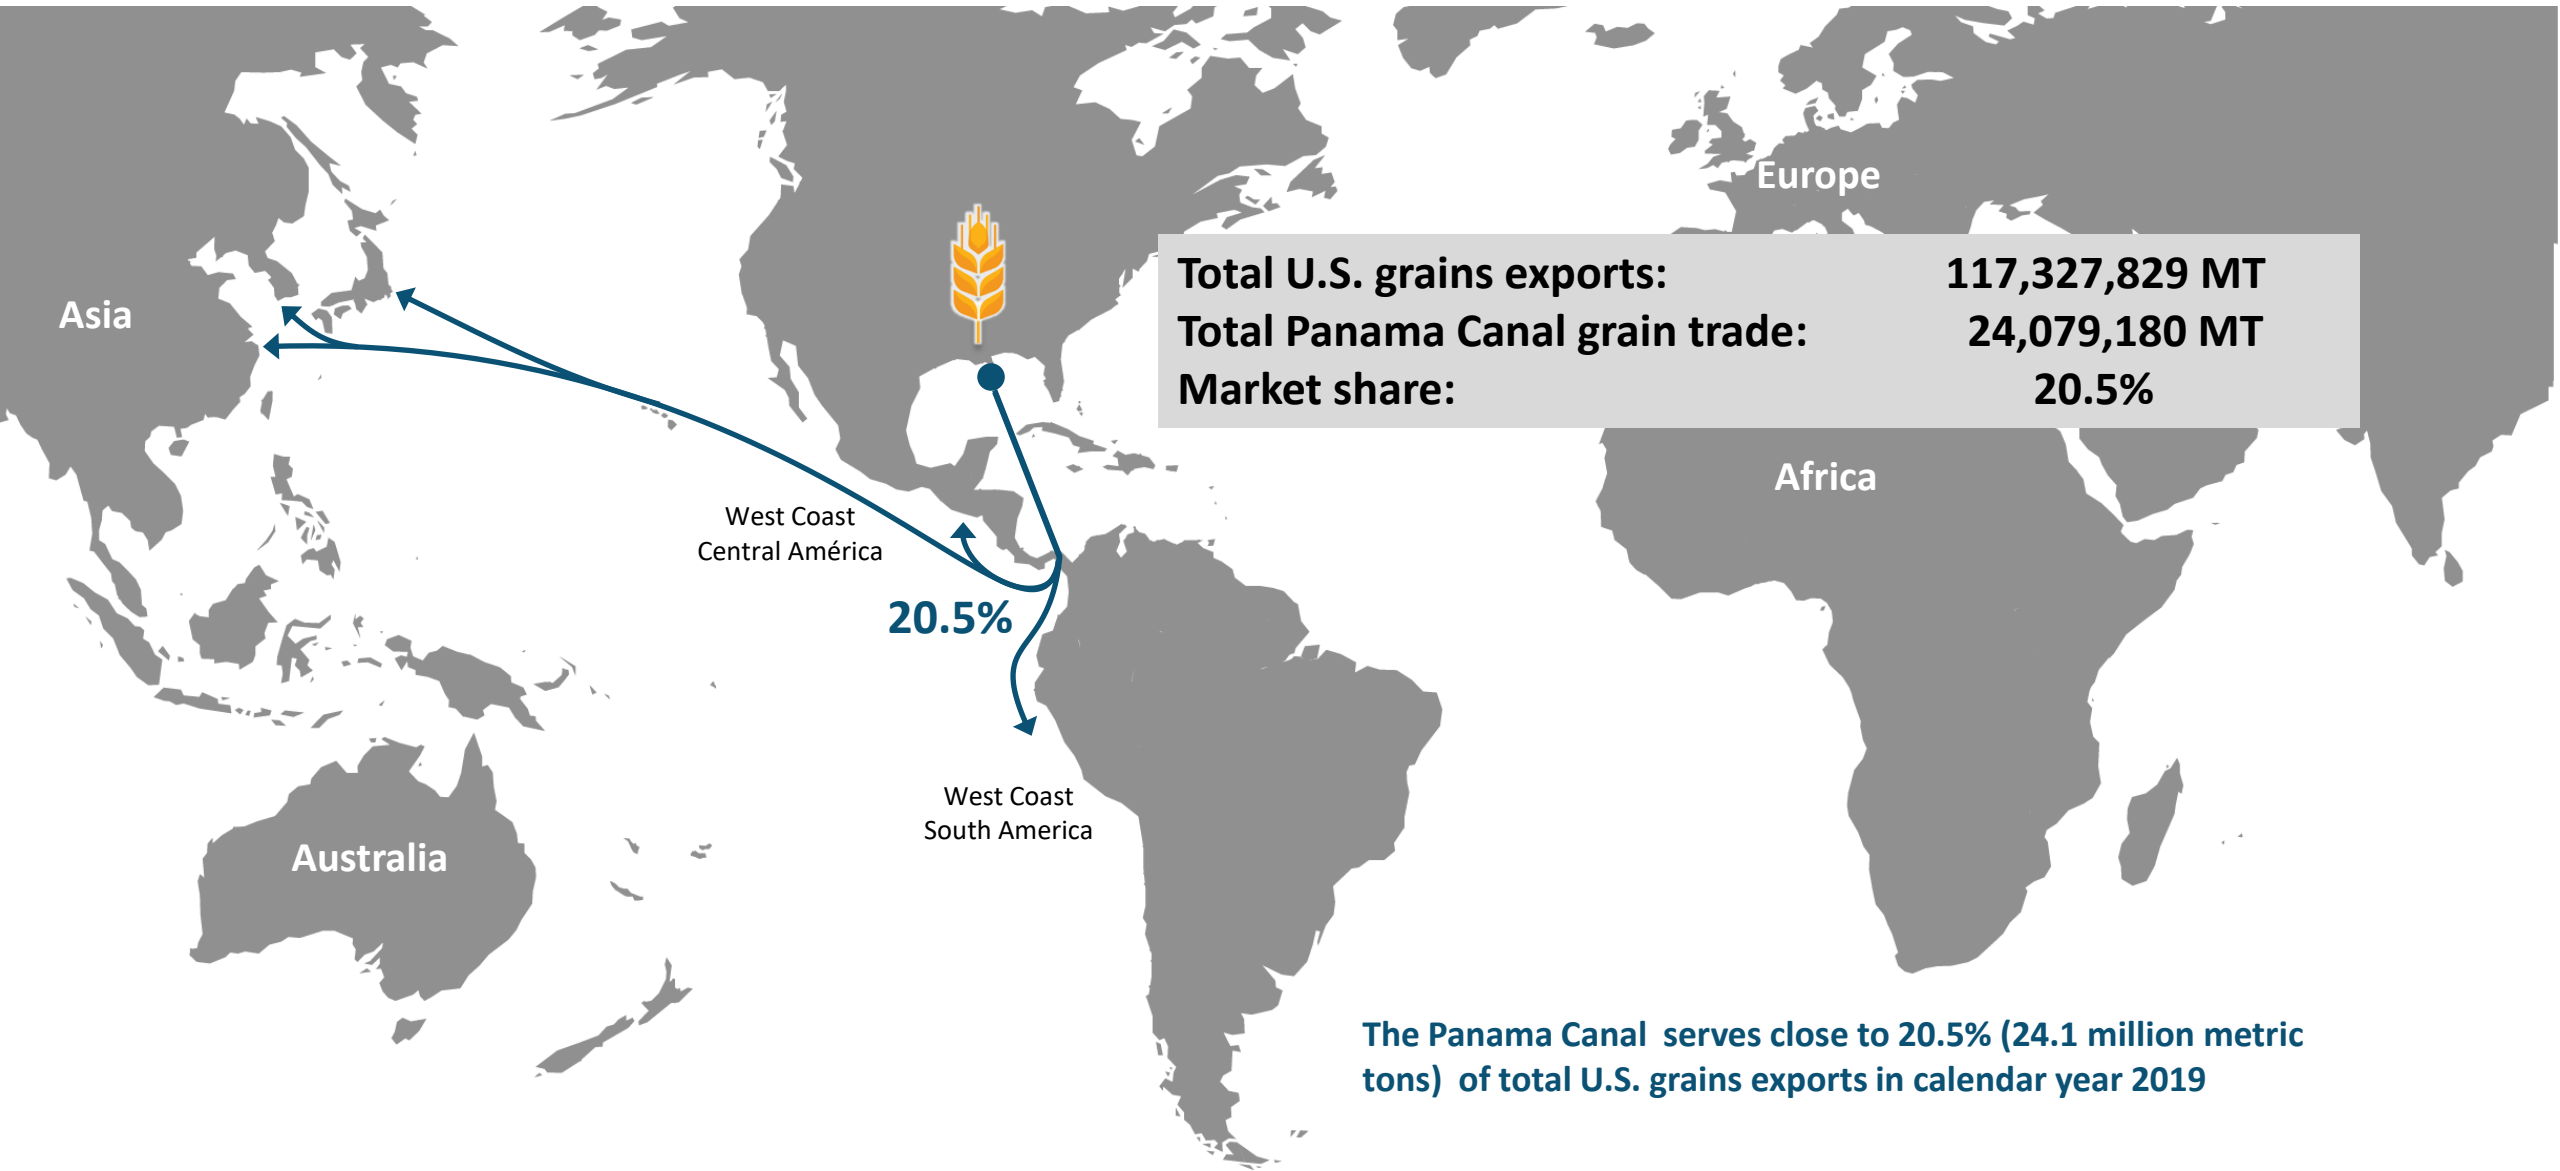 Europe
Total U.S. grains exports: 117,327,829 MT
Total Panama Canal grain trade: 24,079,180 MT
Market share: 20.5%
Asia
Africa
West Coast
Central América
20.5%
West Coast
South America
Australia
The Panama Canal serves close to 20.5% (24.1 million metric
tons) of total U.S. grains exports in calendar year 2019